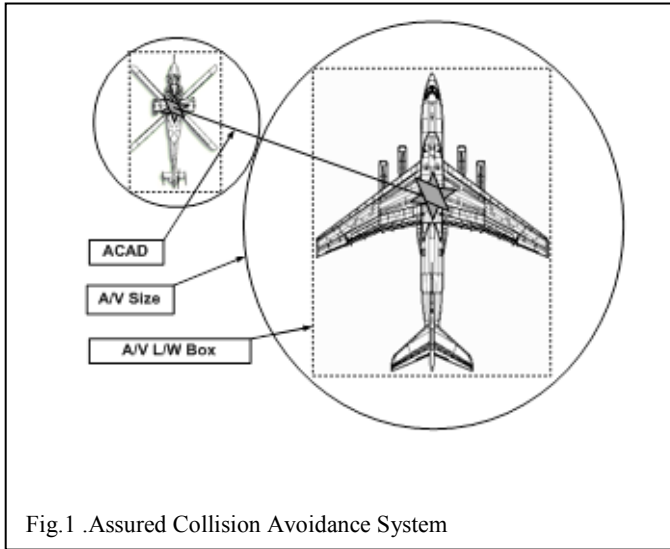 ACAD
A/V Size
A/V L/W Box
Fig.1 .Assured Collision Avoidance System